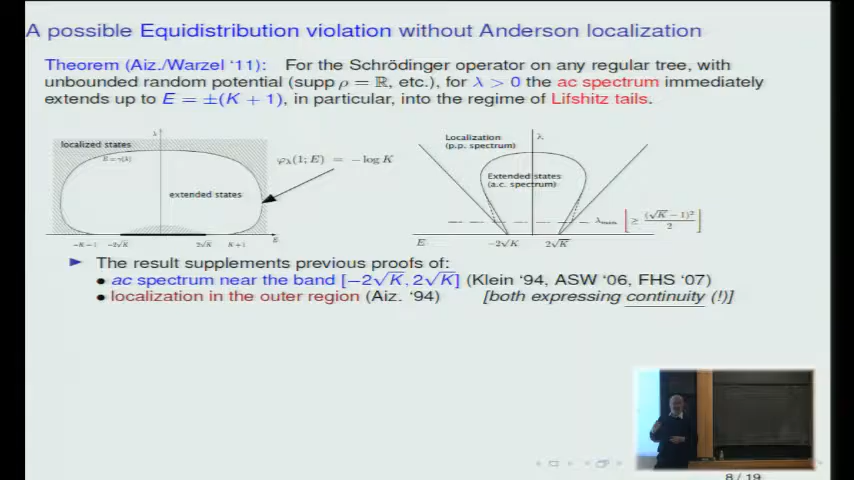 A possible Equidistribution violation without Anderson localization
Theorem (Aiz./Warzel '11): For the Schrödinger operator on any regular tree, with
unbounded random potential (supp ρ = ℝ, etc.), for λ > 0 the ac spectrum immediately
extends up to E = ±(K + 1), in particular, into the regime of Lifshitz tails.
localized states
E = γ(λ)
extended states
−K−1
−2√K
2√K
K+1
E
φλ(1; E) = − log K
Localization
(p.p. spectrum)
λ
Extended states
(a.c. spectrum)
λmin [≥ (√K − 1)²/2]
E
−2√K
2√K
► The result supplements previous proofs of:
• ac spectrum near the band [−2√K, 2√K] (Klein '94, ASW '06, FHS '07)
• localization in the outer region (Aiz. '94) [both expressing continuity (!)]
8 / 19